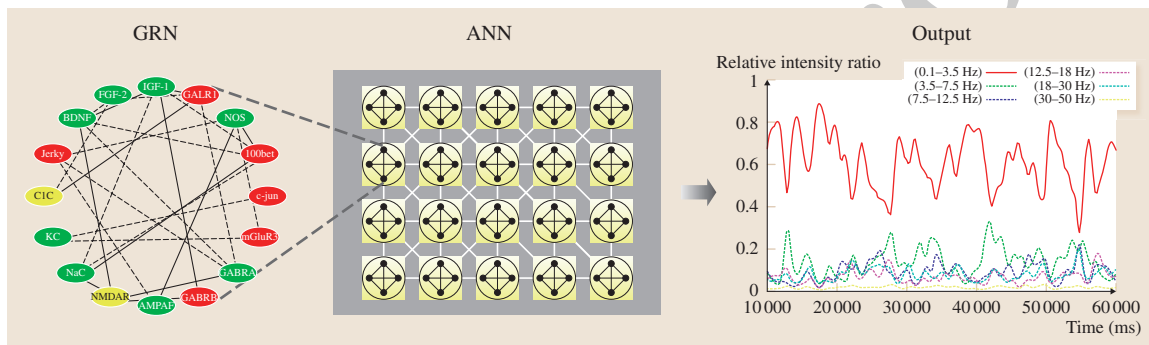 GRN
ANN
Output
IGF-1
FGF-2
GALR1
BDNF
NOS
Jerky
100bet
C1C
c-jun
KC
mGluR3
NaC
GABRA
NMDAR
GABRB
AMPAR
Relative intensity ratio
(0.1–3.5 Hz) (12.5–18 Hz)
(3.5–7.5 Hz) (18–30 Hz)
(7.5–12.5 Hz) (30–50 Hz)
1
0.8
0.6
0.4
0.2
0
10 000 20 000 30 000 40 000 50 000 60 000
Time (ms)